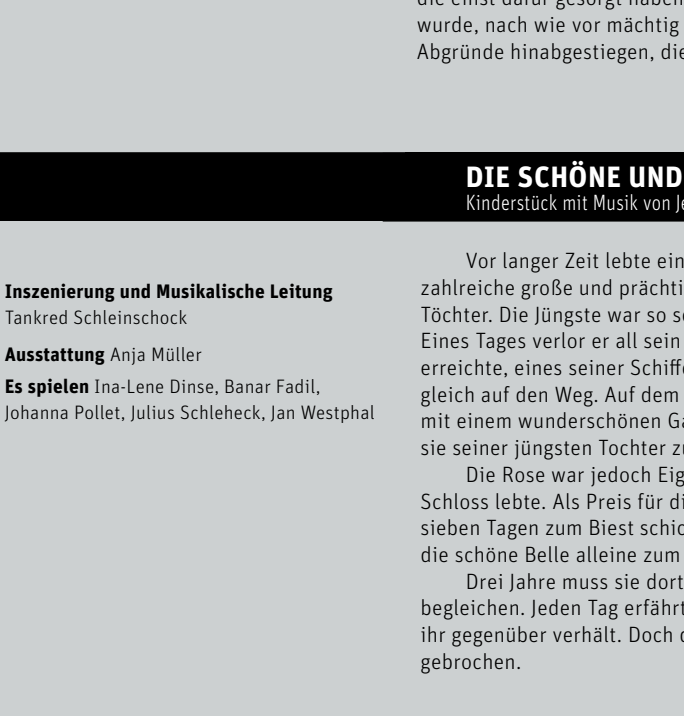 die einst dafür gesorgt haben
wurde, nach wie vor mächtig
Abgründe hinabgestiegen, die
DIE SCHÖNE UND
Kinderstück mit Musik von Je
Inszenierung und Musikalische Leitung
Tankred Schleinschock
Ausstattung Anja Müller
Es spielen Ina-Lene Dinse, Banar Fadil,
Johanna Pollet, Julius Schleheck, Jan Westphal
Vor langer Zeit lebte ein
zahlreiche große und prächti
Töchter. Die Jüngste war so s
Eines Tages verlor er all sein
erreichte, eines seiner Schiffe
gleich auf den Weg. Auf dem
mit einem wunderschönen Ga
sie seiner jüngsten Tochter z
Die Rose war jedoch Eig
Schloss lebte. Als Preis für di
sieben Tagen zum Biest schic
die schöne Belle alleine zum
Drei Jahre muss sie dort
begleichen. Jeden Tag erfährt
ihr gegenüber verhält. Doch d
gebrochen.